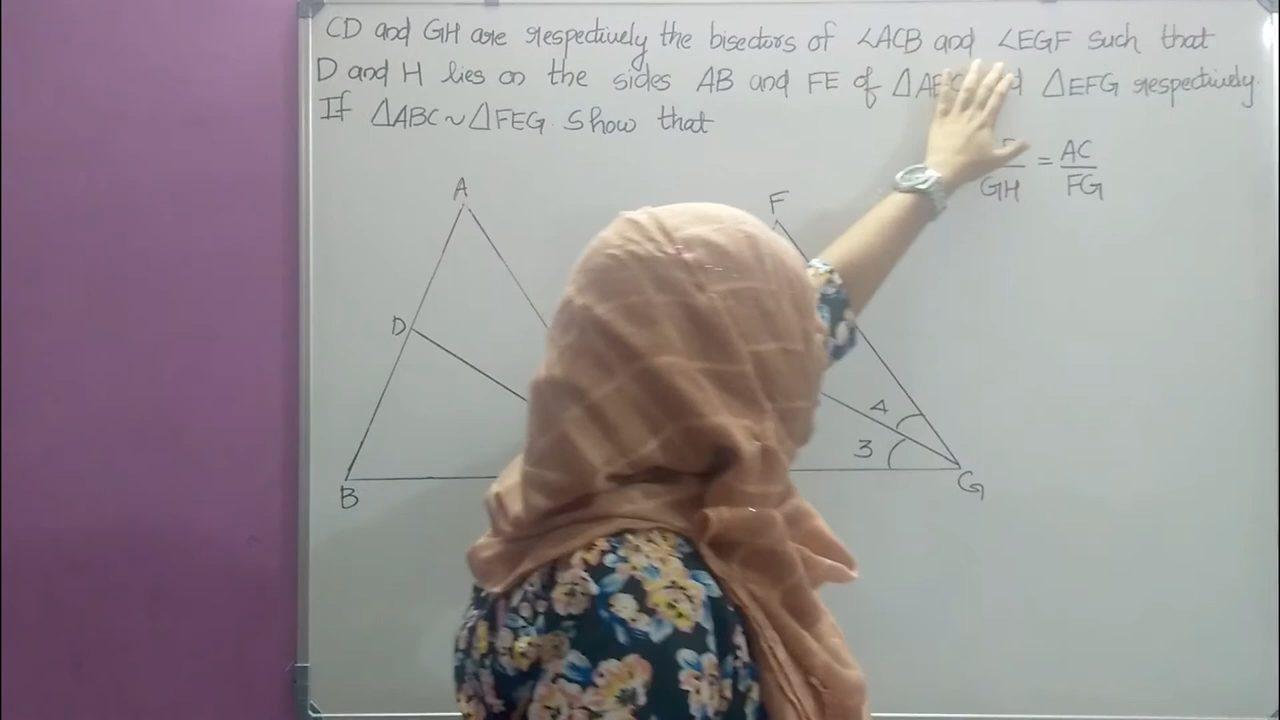 CD and GH are respectively the bisectors of ∠ACB and ∠EGF such that
D and H lies on the sides AB and FE of ΔEFG respectively.
If ΔABC ~ ΔFEG. Show that
GH = AC
FG
A
F
D
4
3
B
G